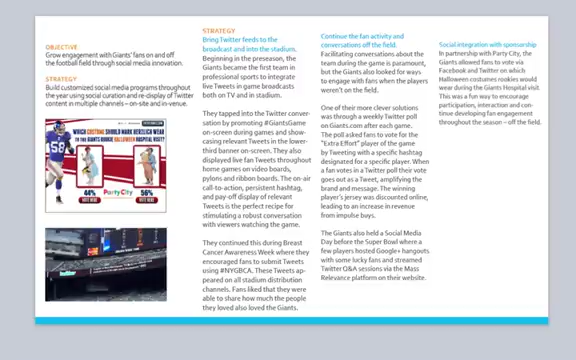 OBJECTIVE
Grow engagement with Giants' fans on and off
the football field through social media innovation.
STRATEGY
Build customized social media programs throughout
the year using social curation and re-display of Twitter
content in multiple channels – on-site and in-venue.
WHICH COSTUME SHOULD MARK HERZLICH WEAR
IN THE GIANTS ROOKIE HALLOWEEN HOSPITAL VISIT?
58
44%
PartyCity
56%
VOTE HERE
VOTE HERE
STRATEGY
Bring Twitter feeds to the
broadcast and into the stadium.
Beginning in the preseason, the
Giants became the first team in
professional sports to integrate
live Tweets in game broadcasts
both on TV and in stadium.
They tapped into the Twitter conver-
sation by promoting #GiantsGame
on-screen during games and show-
casing relevant Tweets in the lower-
third banner on-screen. They also
displayed live fan Tweets throughout
home games on video boards,
pylons and ribbon boards. The on-air
call-to-action, persistent hashtag,
and pay-off display of relevant
Tweets is the perfect recipe for
stimulating a robust conversation
with viewers watching the game.
They continued this during Breast
Cancer Awareness Week where they
encouraged fans to submit Tweets
using #NYGBCA. These Tweets ap-
peared on all stadium distribution
channels. Fans liked that they were
able to share how much the people
they loved also loved the Giants.
Continue the fan activity and
conversations off the field.
Facilitating conversations about the
team during the game is paramount,
but the Giants also looked for ways
to engage with fans when the players
weren't on the field.
One of their more clever solutions
was through a weekly Twitter poll
on Giants.com after each game.
The poll asked fans to vote for the
"Extra Effort" player of the game
by Tweeting with a specific hashtag
designated for a specific player. When
a fan votes in a Twitter poll their vote
goes out as a Tweet, amplifying the
brand and message. The winning
player's jersey was discounted online,
leading to an increase in revenue
from impulse buys.
The Giants also held a Social Media
Day before the Super Bowl where a
few players hosted Google+ hangouts
with some lucky fans and streamed
Twitter Q&A sessions via the Mass
Relevance platform on their website.
Social integration with sponsorship
In partnership with Party City, the
Giants allowed fans to vote via
Facebook and Twitter on which
Halloween costumes rookies would
wear during the Giants Hospital visit
This was a fun way to encourage
participation, interaction and con-
tinue developing fan engagement
throughout the season – off the field.